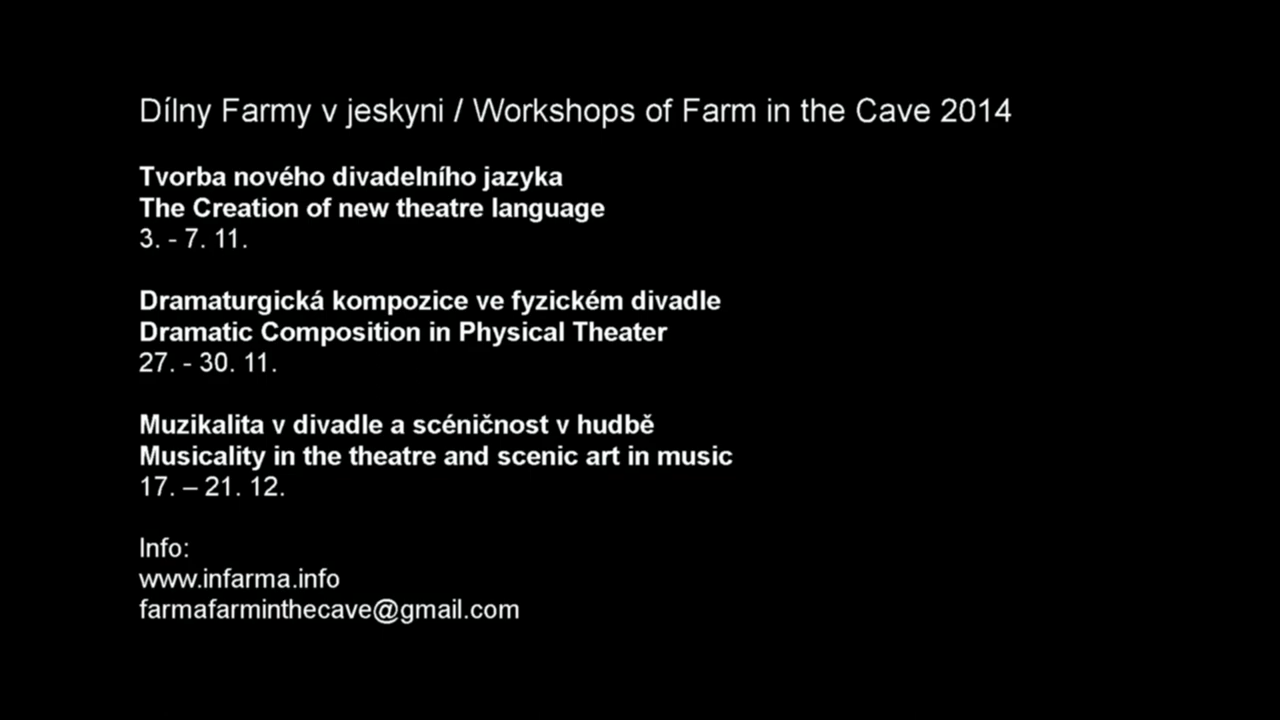 Dílny Farmy v jeskyni / Workshops of Farm in the Cave 2014
Tvorba nového divadelního jazyka
The Creation of new theatre language
3. - 7. 11.
Dramaturgická kompozice ve fyzickém divadle
Dramatic Composition in Physical Theater
27. - 30. 11.
Muzikalita v divadle a scéničnost v hudbě
Musicality in the theatre and scenic art in music
17. – 21. 12.
Info:
www.infarma.info
farmafarminthecave@gmail.com